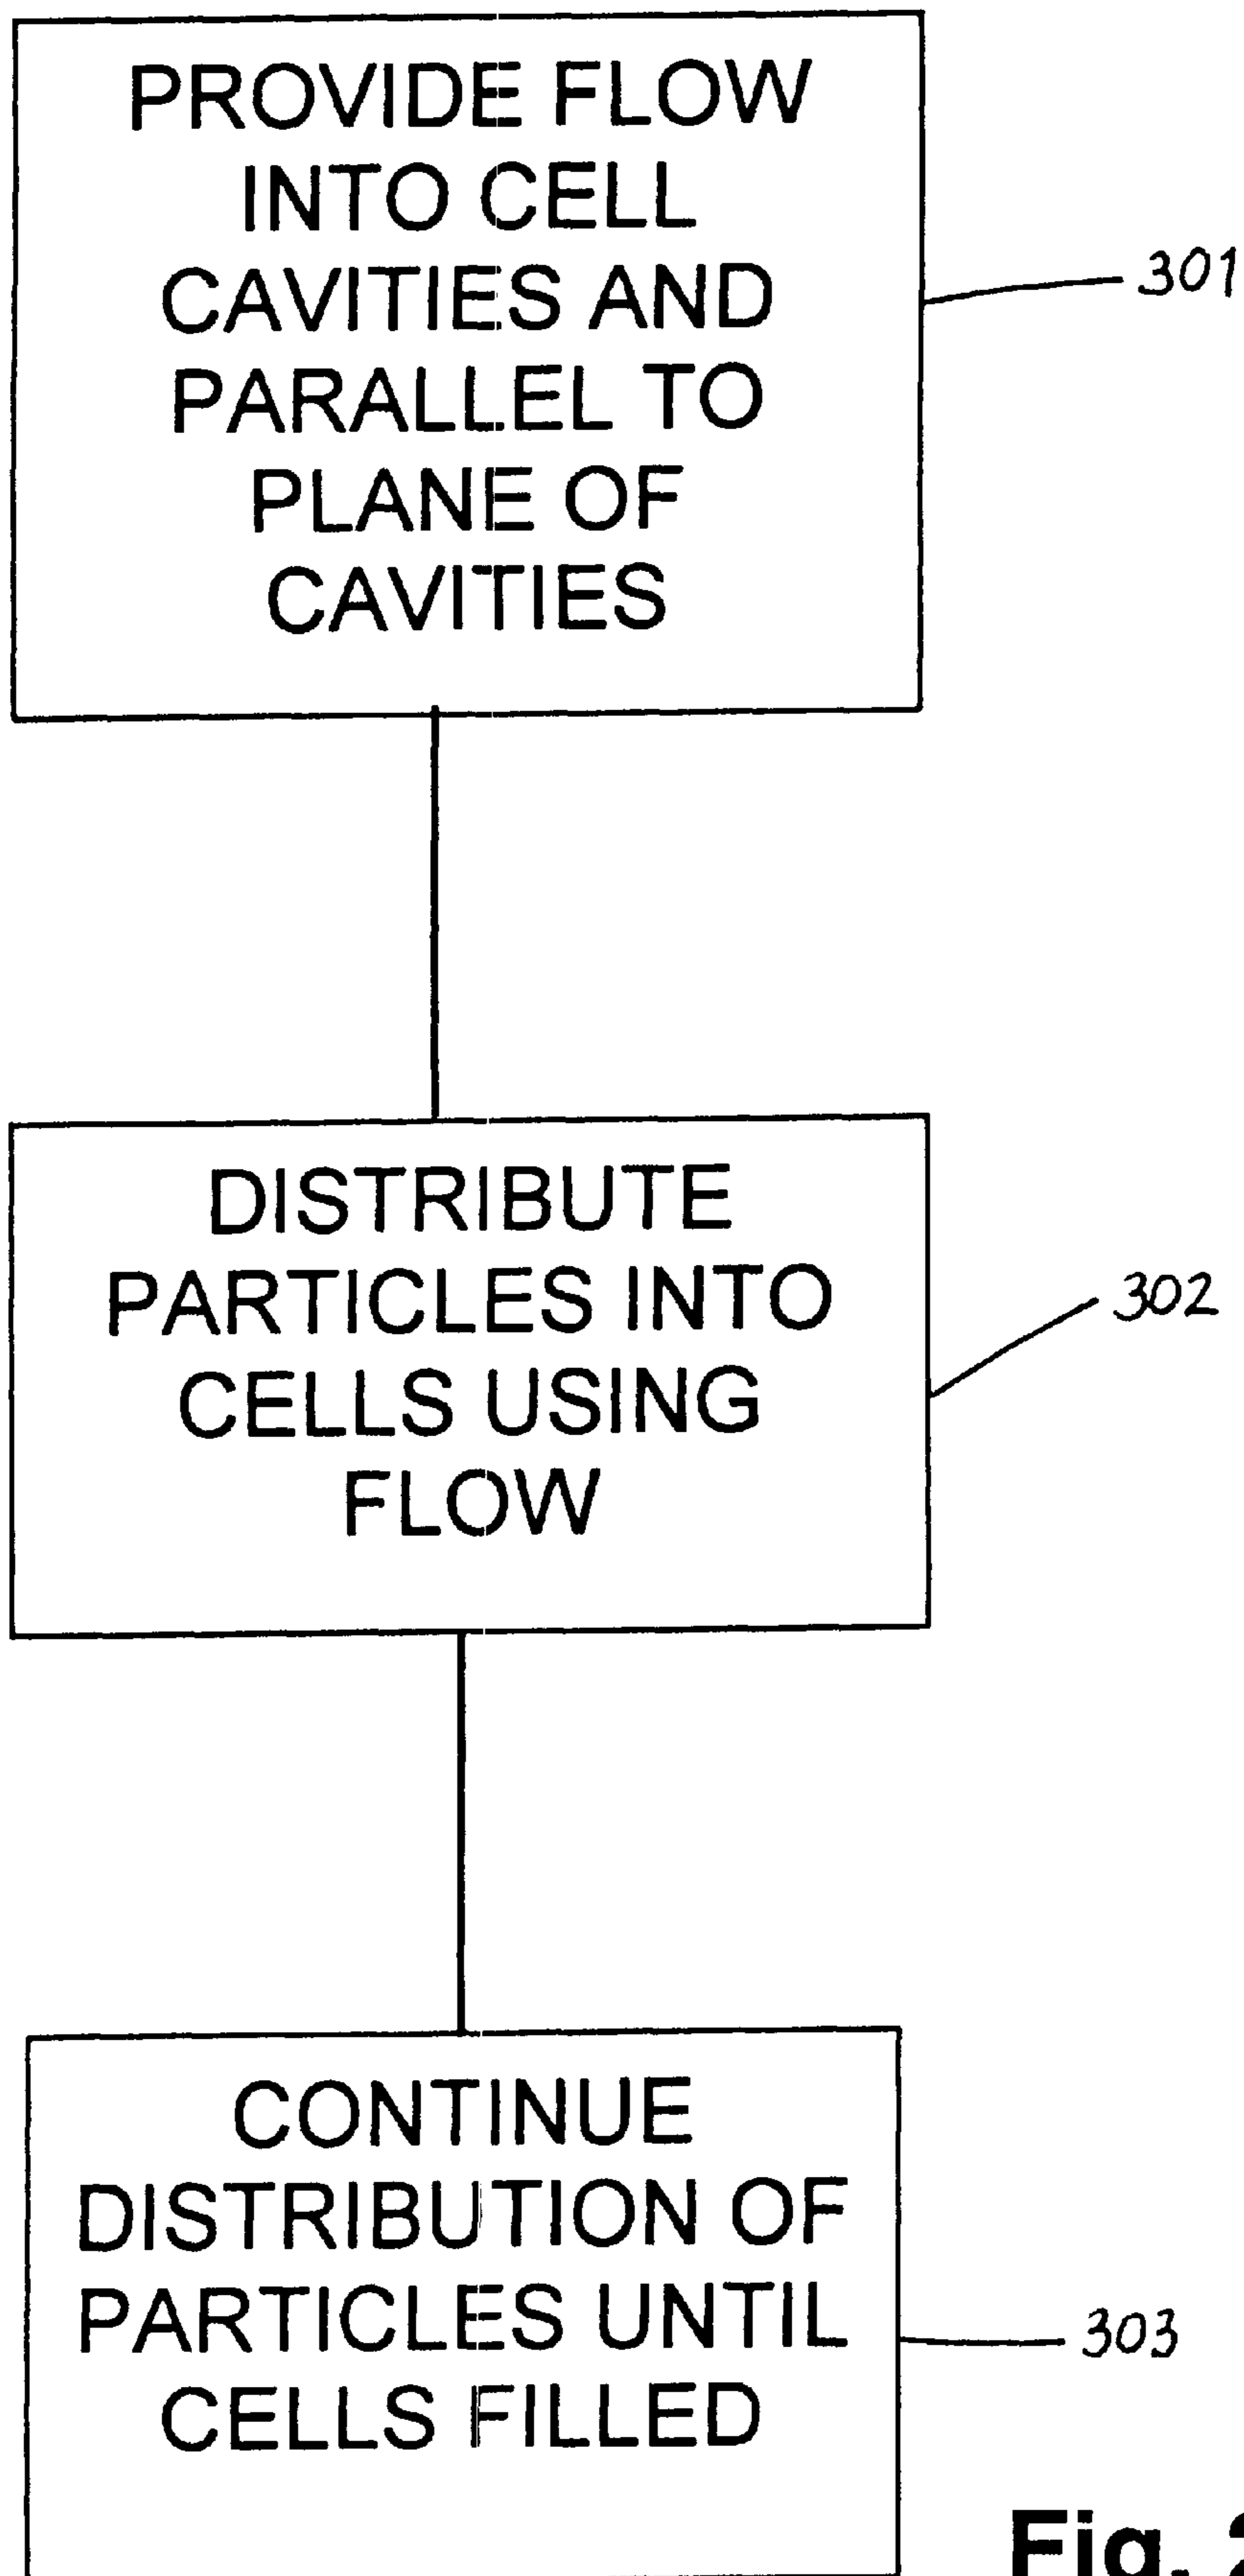 PROVIDE FLOW
INTO CELL
CAVITIES AND
PARALLEL TO
PLANE OF
CAVITIES
301
DISTRIBUTE
PARTICLES INTO
CELLS USING
FLOW
302
CONTINUE
DISTRIBUTION OF
PARTICLES UNTIL
CELLS FILLED
303
Fig.